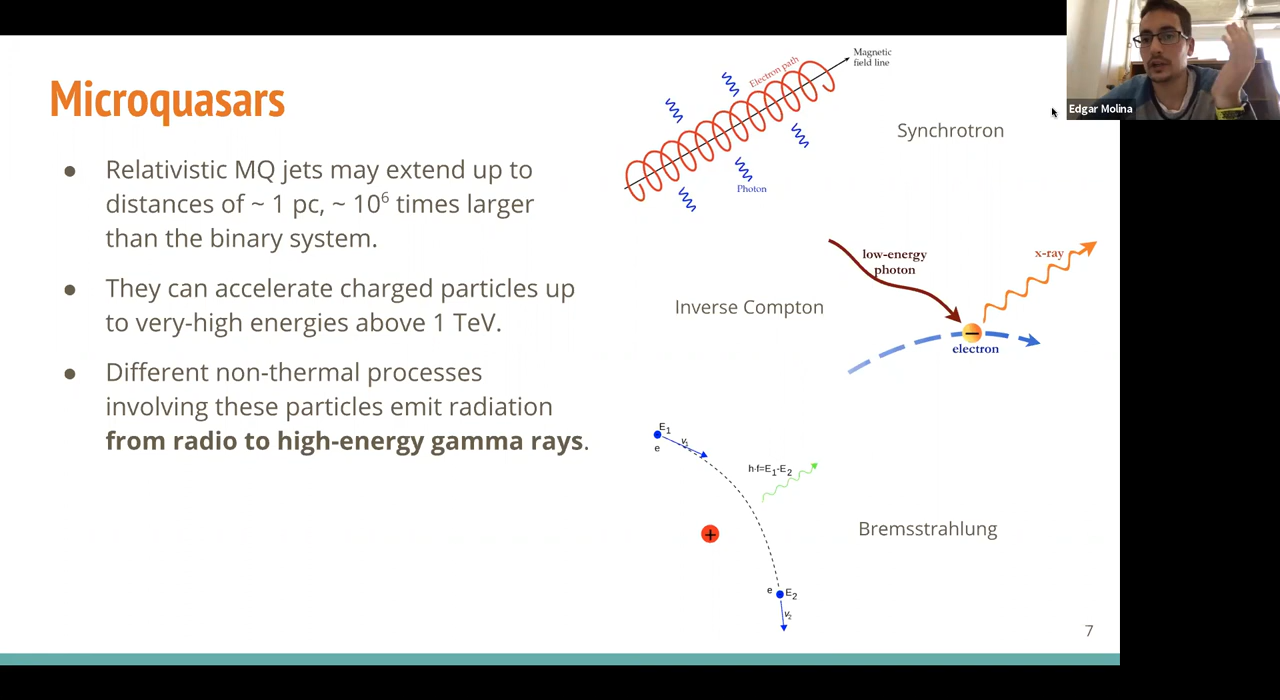 Microquasars
● Relativistic MQ jets may extend up to
distances of ~ 1 pc, ~ 10⁶ times larger
than the binary system.
● They can accelerate charged particles up
to very-high energies above 1 TeV.
● Different non-thermal processes
involving these particles emit radiation
from radio to high-energy gamma rays.
Magnetic
field line
Electron path
Photon
Synchrotron
low-energy
photon
x-ray
Inverse Compton
electron
E₁
e
v₁
h·f=E₁-E₂
+
Bremsstrahlung
e E₂
v₂
7
Edgar Molina